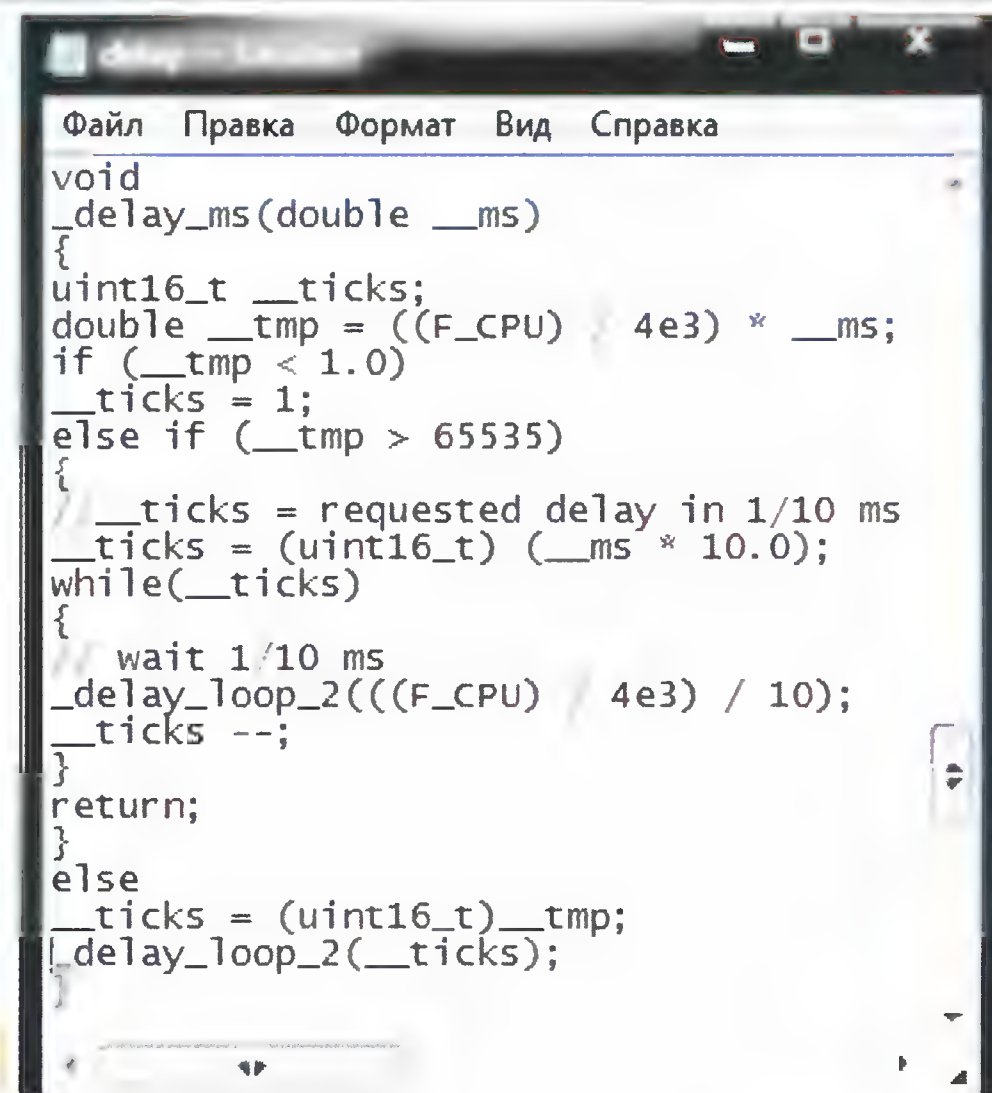 Файл Правка Формат Вид Справка
void
_delay_ms(double __ms)
{
uint16_t __ticks;
double __tmp = ((F_CPU) / 4e3) * __ms;
if (__tmp < 1.0)
__ticks = 1;
else if (__tmp > 65535)
{
// __ticks = requested delay in 1/10 ms
__ticks = (uint16_t) (__ms * 10.0);
while(__ticks)
{
// wait 1/10 ms
_delay_loop_2(((F_CPU) / 4e3) / 10);
__ticks --;
}
return;
}
else
__ticks = (uint16_t)__tmp;
_delay_loop_2(__ticks);
}